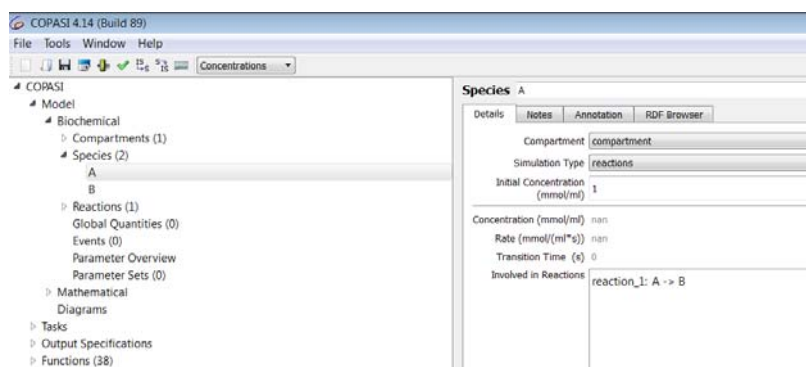 COPASI 4.14 (Build 89)
File Tools Window Help
Concentrations
COPASI
Model
Biochemical
Compartments (1)
Species (2)
A
B
Reactions (1)
Global Quantities (0)
Events (0)
Parameter Overview
Parameter Sets (0)
Mathematical
Diagrams
Tasks
Output Specifications
Functions (38)
Species A
Details Notes Annotation RDF Browser
Compartment compartment
Simulation Type reactions
Initial Concentration
(mmol/ml) 1
Concentration (mmol/ml) nan
Rate (mmol/(ml*s)) nan
Transition Time (s) 0
Involved in Reactions reaction_1: A -> B